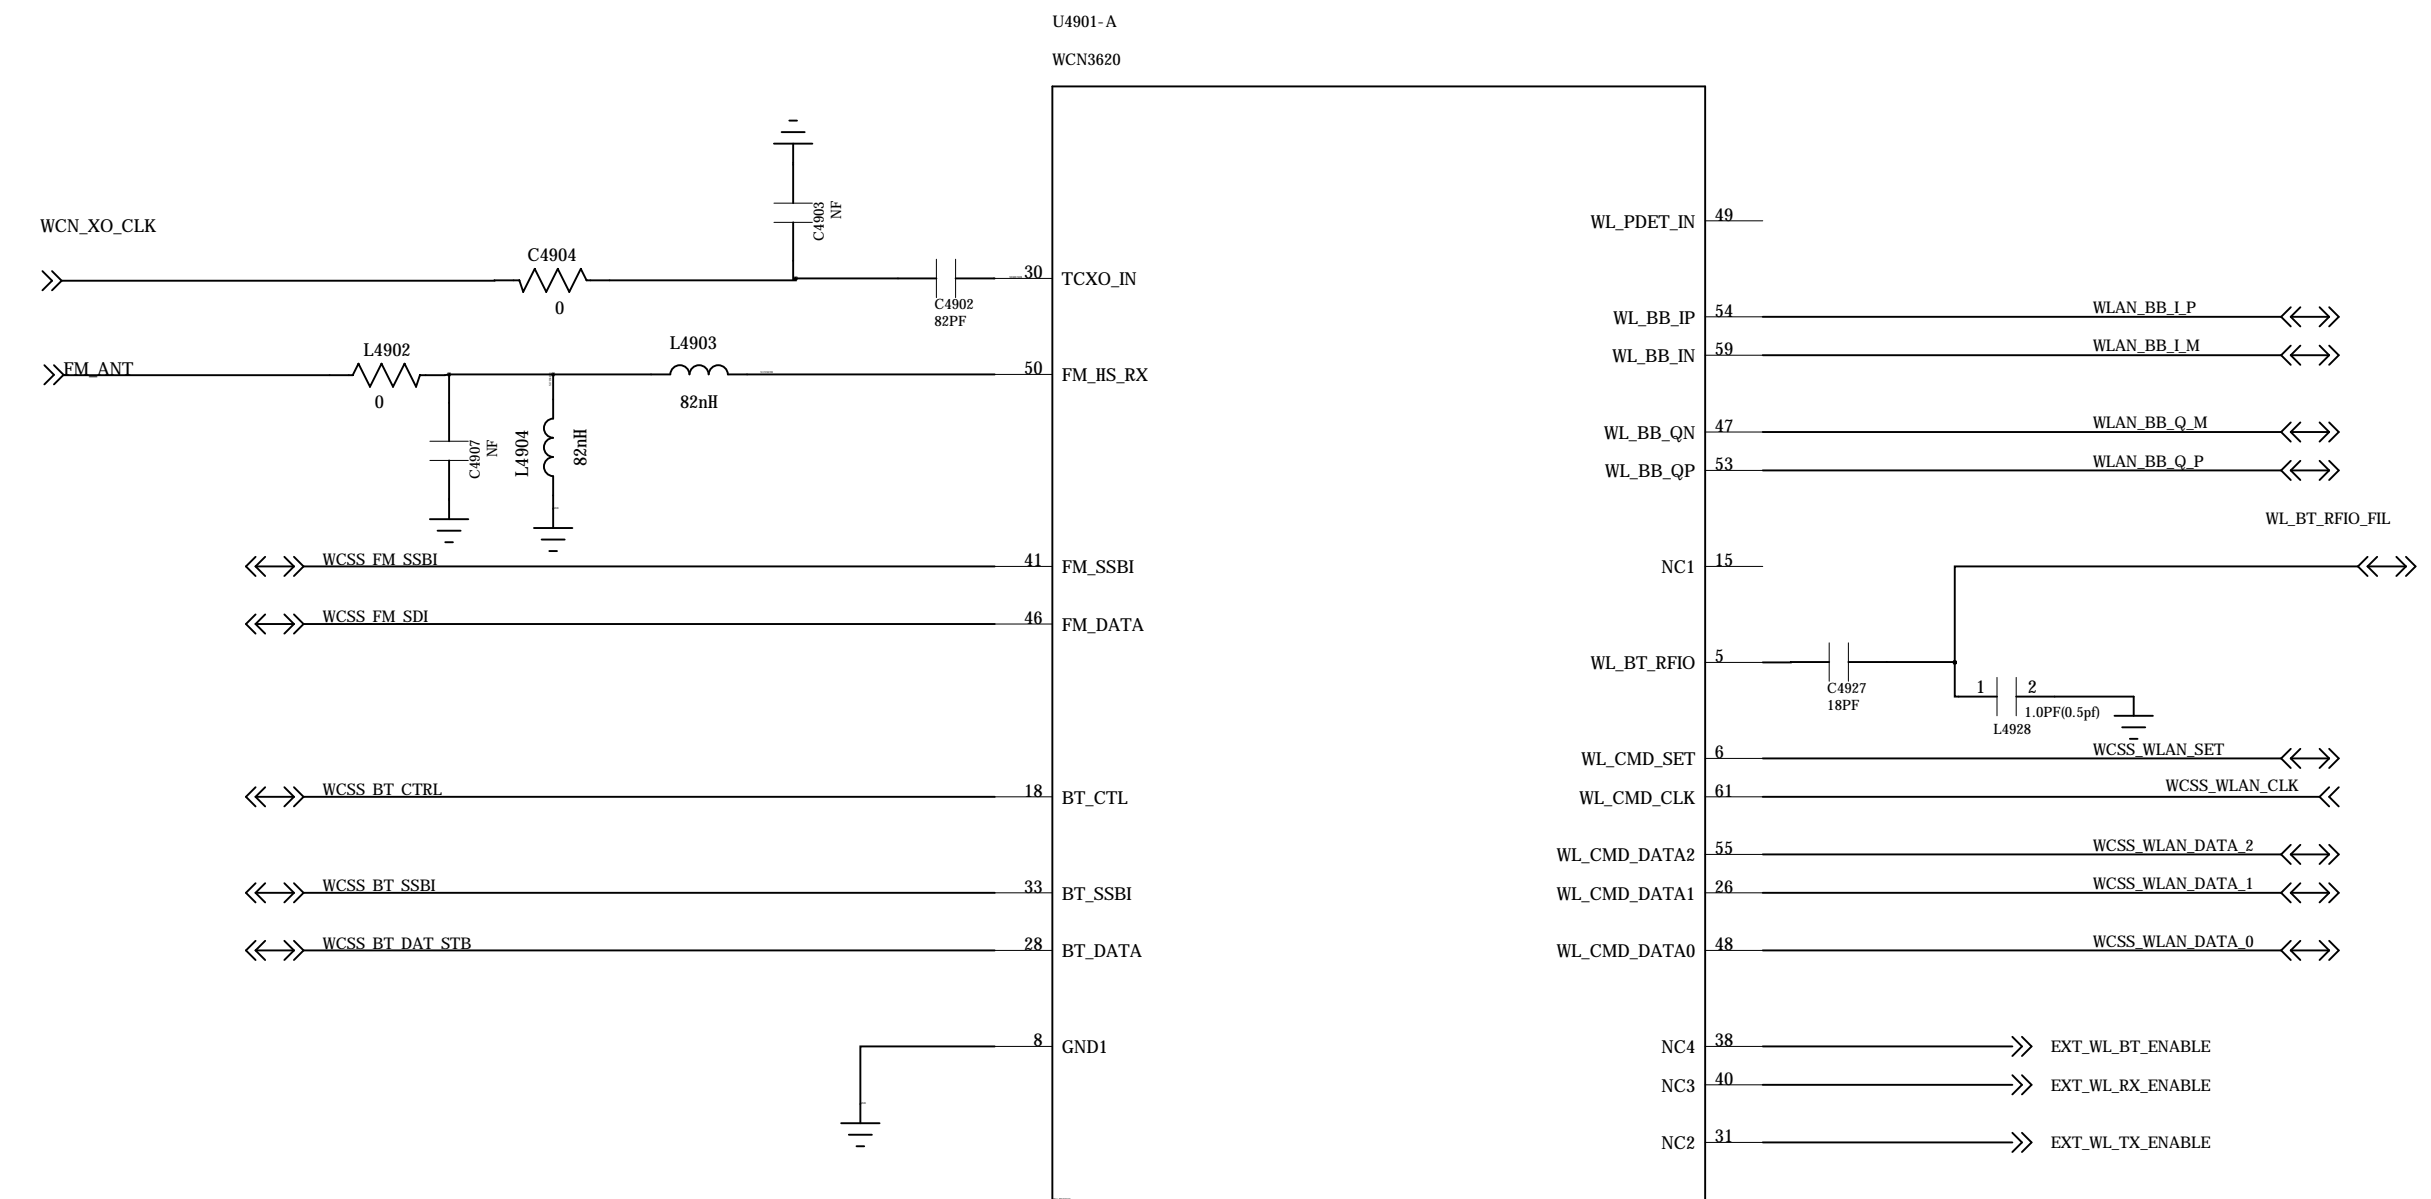 U4901-A
WCN3620
C4903
NF
WCN_XO_CLK
C4904
0
C4902
82PF
30
TCXO_IN
FM_ANT
L4902
0
L4903
82nH
50
FM_HS_RX
C4907
NF
L4904
82nH
WCSS_FM_SSBI
41
FM_SSBI
WCSS_FM_SDI
46
FM_DATA
WCSS_BT_CTRL
18
BT_CTL
WCSS_BT_SSBI
33
BT_SSBI
WCSS_BT_DAT_STB
28
BT_DATA
8
GND1
WL_PDET_IN
49
WL_BB_IP
54
WLAN_BB_I_P
WL_BB_IN
59
WLAN_BB_I_M
WL_BB_QN
47
WLAN_BB_Q_M
WL_BB_QP
53
WLAN_BB_Q_P
WL_BT_RFIO_FIL
NC1
15
WL_BT_RFIO
5
C4927
18PF
1
2
1.0PF(0.5pf)
L4928
WL_CMD_SET
6
WCSS_WLAN_SET
WL_CMD_CLK
61
WCSS_WLAN_CLK
WL_CMD_DATA2
55
WCSS_WLAN_DATA_2
WL_CMD_DATA1
26
WCSS_WLAN_DATA_1
WL_CMD_DATA0
48
WCSS_WLAN_DATA_0
NC4
38
EXT_WL_BT_ENABLE
NC3
40
EXT_WL_RX_ENABLE
NC2
31
EXT_WL_TX_ENABLE